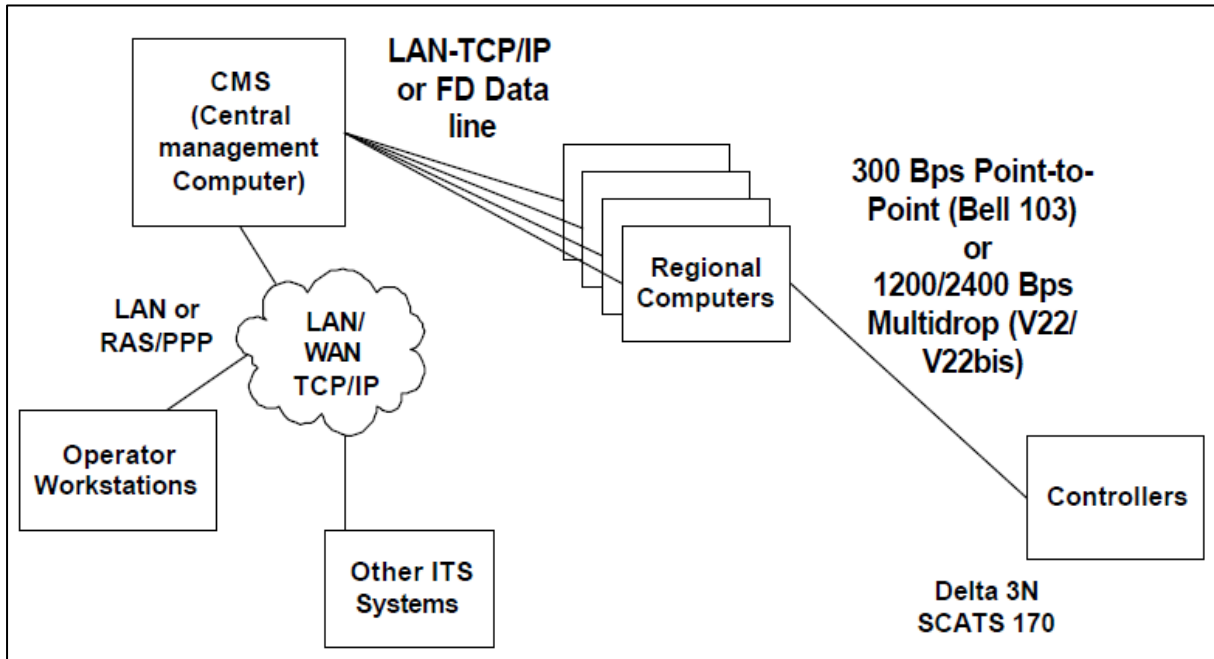 CMS
(Central
management
Computer)
LAN-TCP/IP
or FD Data
line
Regional
Computers
300 Bps Point-to-
Point (Bell 103)
or
1200/2400 Bps
Multidrop (V22/
V22bis)
LAN or
RAS/PPP
LAN/
WAN
TCP/IP
Operator
Workstations
Other ITS
Systems
Controllers
Delta 3N
SCATS 170